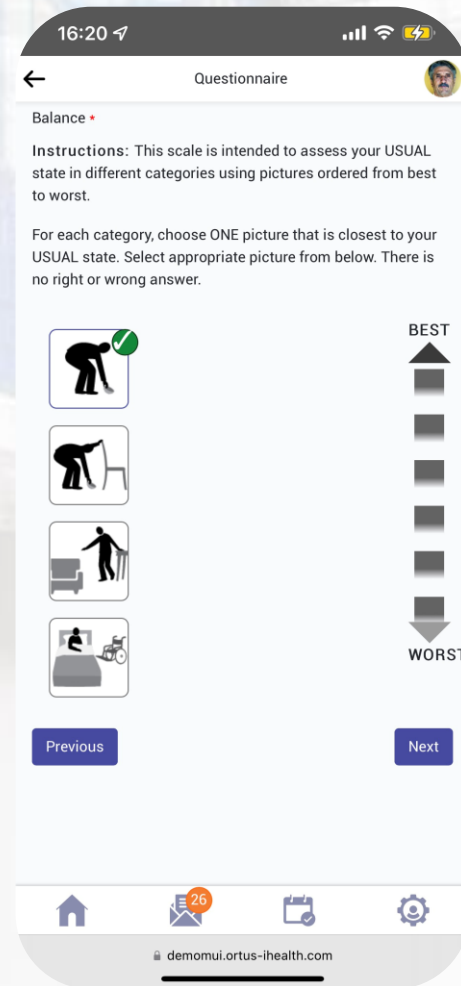 16:20
Questionnaire
Balance *
Instructions: This scale is intended to assess your USUAL
state in different categories using pictures ordered from best
to worst.
For each category, choose ONE picture that is closest to your
USUAL state. Select appropriate picture from below. There is
no right or wrong answer.
BEST
WORST
Previous
Next
26
demomui.ortus-ihealth.com